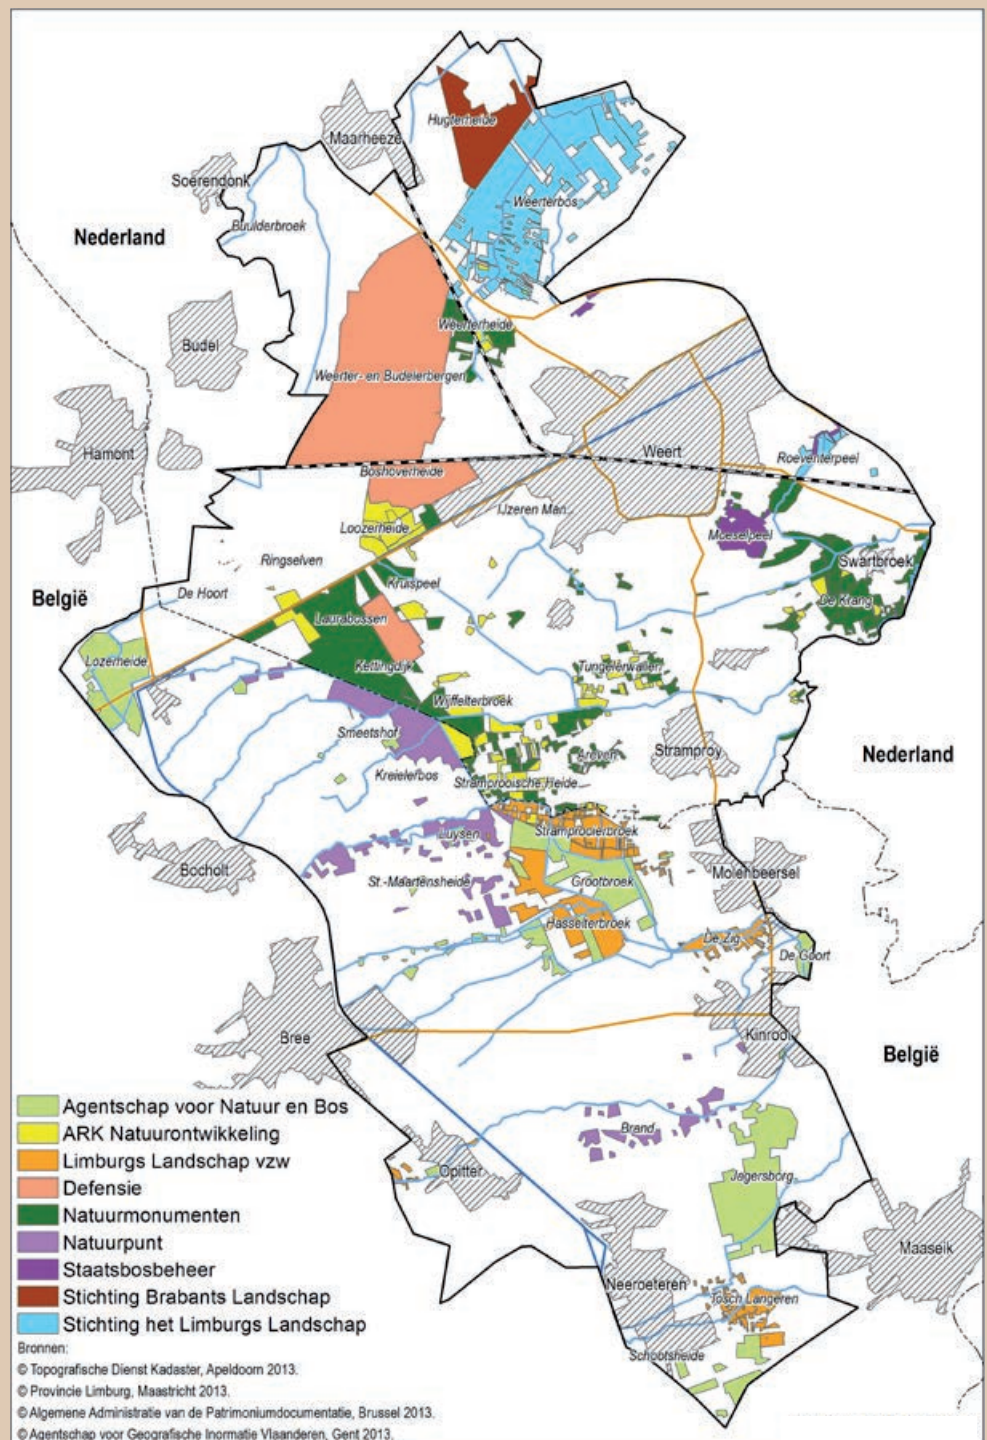 Hugterheide
Maarheeze
Soerendonk
Weerterbos
Buulderbroek
Nederland
Weerterheide
Budel
Weerter- en Budelerbergen
Hamont
Weert
Roeventerpeel
Boshoverheide
IJzeren Man
Loozerheide
Moeselpeel
Ringselven
Swartbroek
Kruispeel
De Hoort
België
Laurabossen
De Krang
Lozerheide
Kettingdijk
Tungelerwallen
Wijffelterbroek
Smeetshof
Stramproy
Nederland
Areven
Kreielerbos
Stramprooische Heide
Luysen
Stramprooierbroek
Bocholt
Molenbeersel
St.-Maartensheide
Grootbroek
Hasselterbroek
De Zig
De Goort
Bree
Kinrooi
België
Brand
Opitter
Jagersborg
Maaseik
Neeroeteren
Tosch Langeren
Schootsheide
Agentschap voor Natuur en Bos
ARK Natuurontwikkeling
Limburgs Landschap vzw
Defensie
Natuurmonumenten
Natuurpunt
Staatsbosbeheer
Stichting Brabants Landschap
Stichting het Limburgs Landschap
Bronnen:
© Topografische Dienst Kadaster, Apeldoorn 2013.
© Provincie Limburg, Maastricht 2013.
© Algemene Administratie van de Patrimoniumdocumentatie, Brussel 2013.
© Agentschap voor Geografische Inormatie Vlaanderen, Gent 2013.